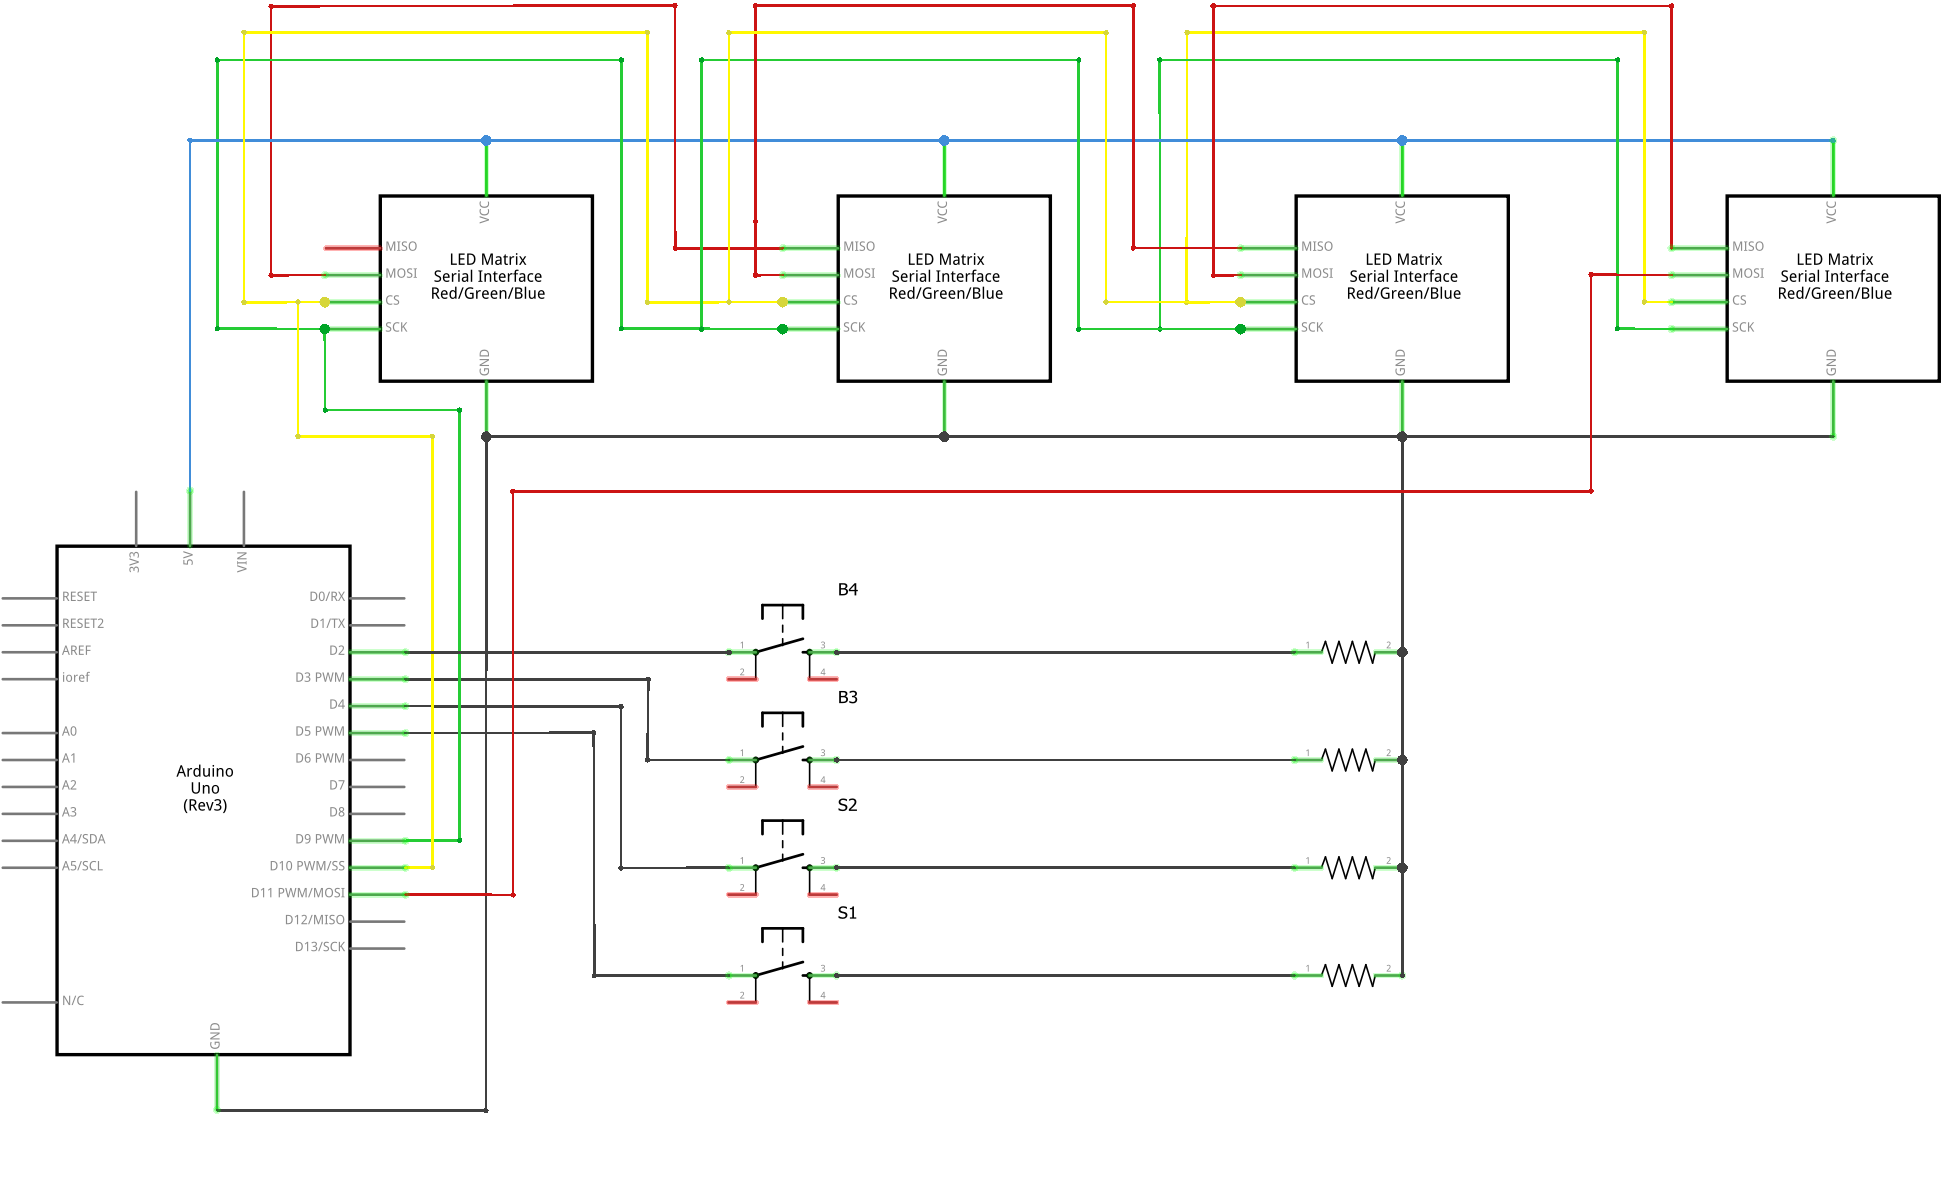 VCC
MISO
MOSI
CS
SCK
LED Matrix
Serial Interface
Red/Green/Blue
GND
VCC
MISO
MOSI
CS
SCK
LED Matrix
Serial Interface
Red/Green/Blue
GND
VCC
MISO
MOSI
CS
SCK
LED Matrix
Serial Interface
Red/Green/Blue
GND
VCC
MISO
MOSI
CS
SCK
LED Matrix
Serial Interface
Red/Green/Blue
GND
3V3
5V
VIN
RESET
RESET2
AREF
ioref
A0
A1
A2
A3
A4/SDA
A5/SCL
N/C
Arduino
Uno
(Rev3)
D0/RX
D1/TX
D2
D3 PWM
D4
D5 PWM
D6 PWM
D7
D8
D9 PWM
D10 PWM/SS
D11 PWM/MOSI
D12/MISO
D13/SCK
GND
B4
1 3
2 4
1 2
B3
1 3
2 4
1 2
S2
1 3
2 4
1 2
S1
1 3
2 4
1 2